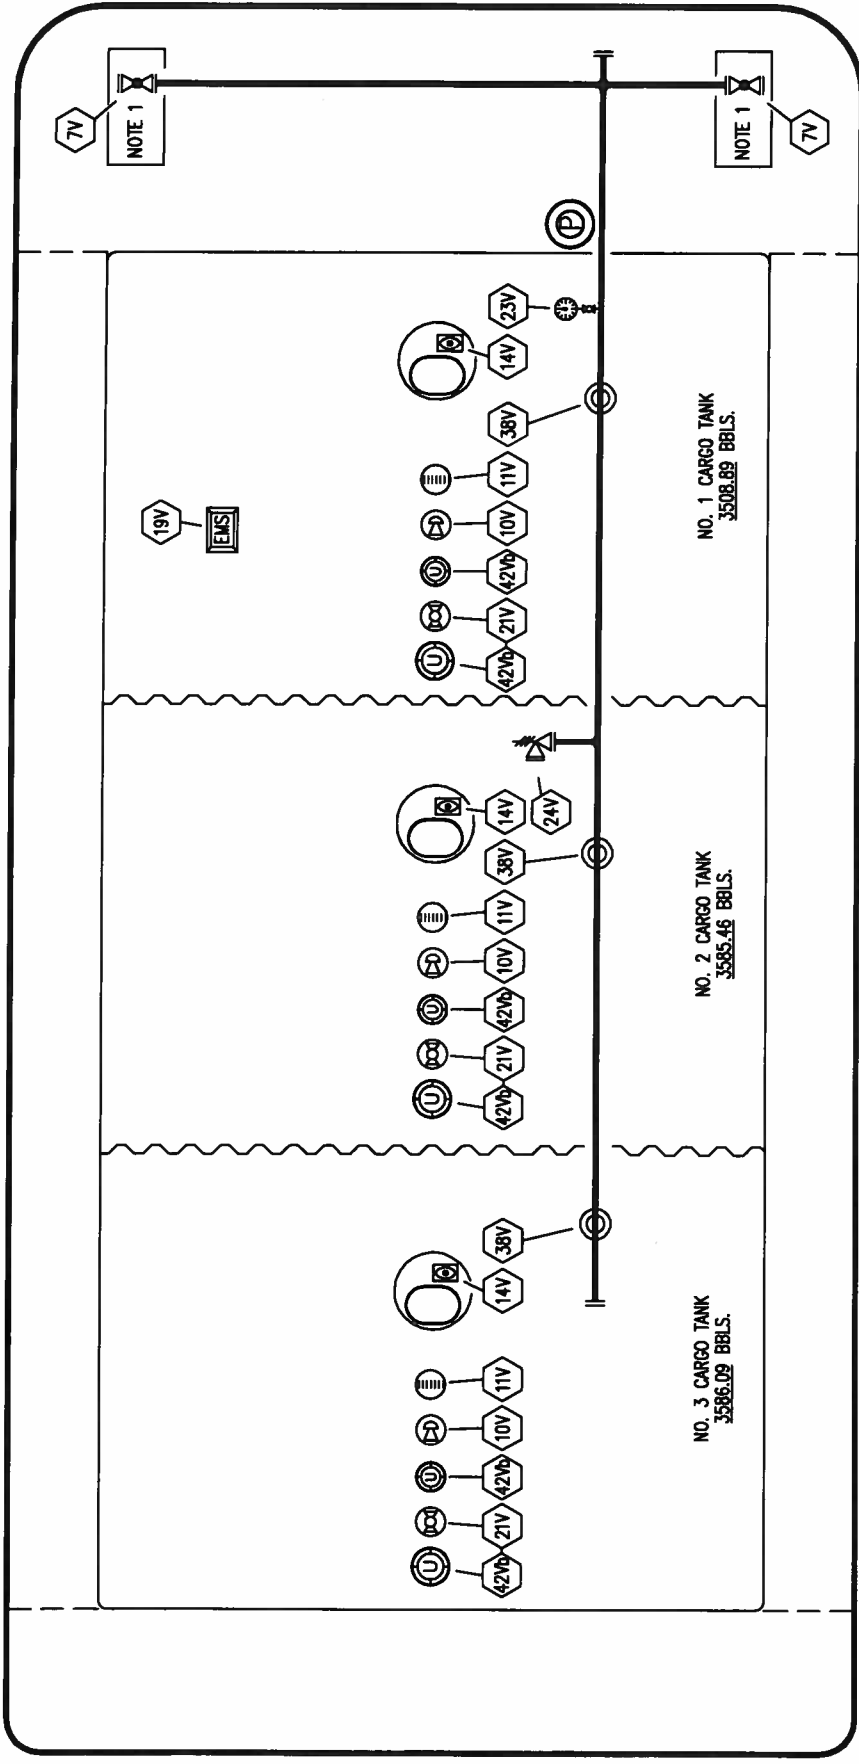 7V
NOTE 1
19V
EMS
U
U
U
U
U
U
42Vb
21V
42Vb
10V
11V
14V
38V
42Vb
21V
42Vb
10V
11V
38V
14V
42Vb
21V
42Vb
10V
11V
38V
14V
23V
24V
P
NO. 3 CARGO TANK
3586.09 BBLS.
NO. 2 CARGO TANK
3585.46 BBLS.
NO. 1 CARGO TANK
3508.89 BBLS.
NOTE 1
7V